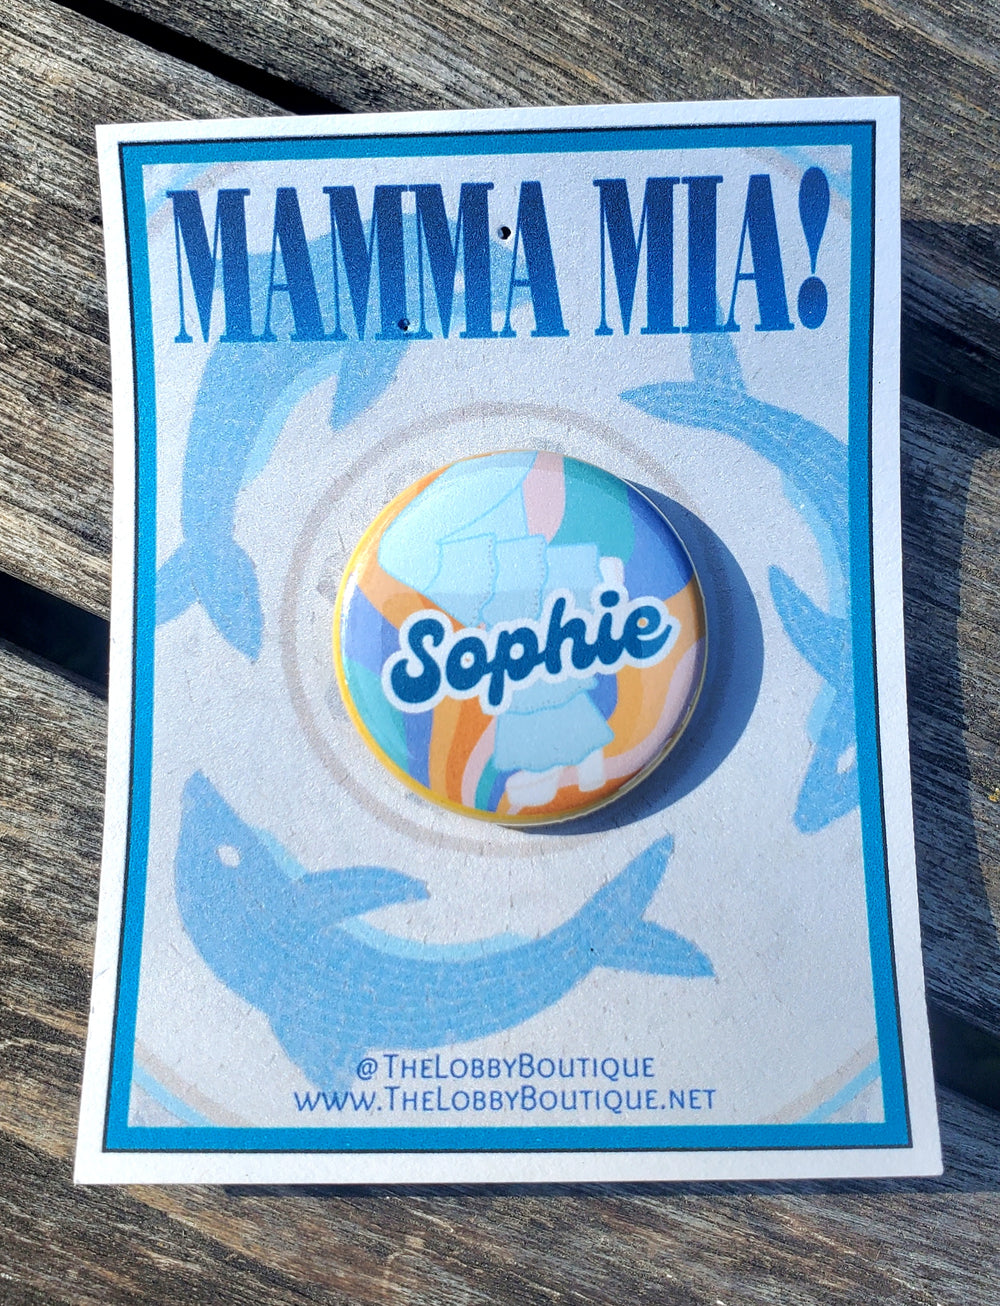 MAMMA MIA!
Sophie
@THELOBBYBOUTIQUE
WWW.THELOBBYBOUTIQUE.NET